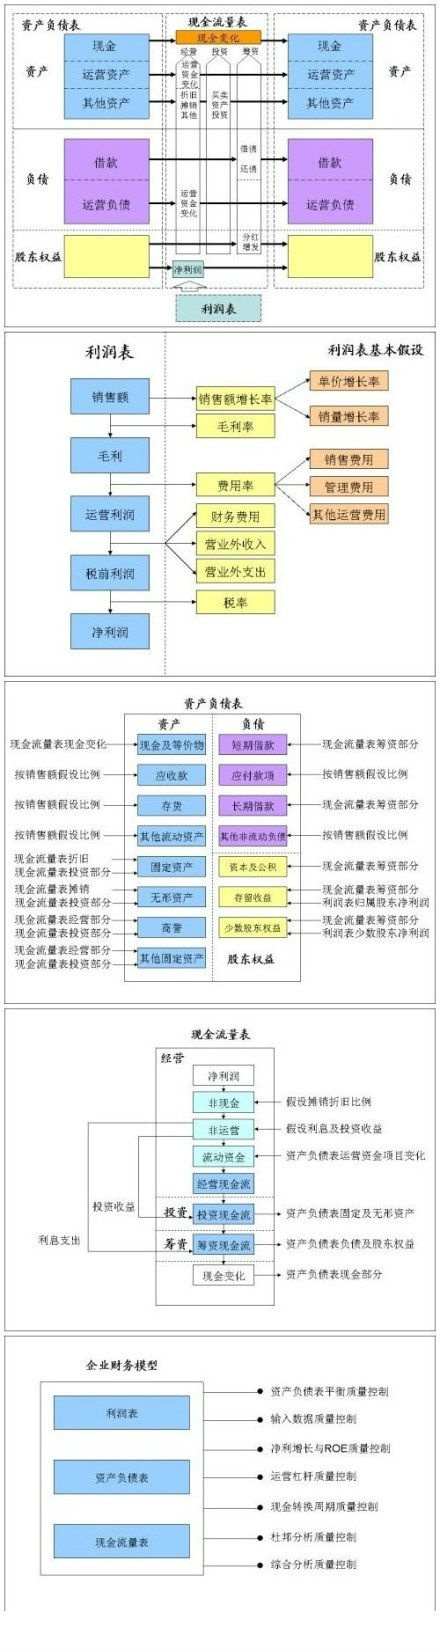 资产负债表
现金流量表
资产负债表
现金变化
经营
投资
筹资
资产
现金
运营资产
其他资产
运营
资金
变化
折旧
摊销
其他
买卖
资产
投资
现金
运营资产
其他资产
资产
负债
借款
运营负债
借债
还债
运营
资金
变化
借款
运营负债
负债
股东权益
分红
增发
净利润
股东权益
利润表
利润表
利润表基本假设
销售额
销售额增长率
单价增长率
销量增长率
毛利率
毛利
费用率
销售费用
管理费用
其他运营费用
运营利润
财务费用
营业外收入
营业外支出
税前利润
税率
净利润
资产负债表
资产
负债
现金流量表现金变化
现金及等价物
短期借款
现金流量表筹资部分
按销售额假设比例
应收款
应付款项
按销售额假设比例
按销售额假设比例
存货
长期借款
现金流量表筹资部分
按销售额假设比例
其他流动资产
其他非流动负债
按销售额假设比例
现金流量表折旧
现金流量表投资部分
固定资产
资本及公积
现金流量表筹资部分
现金流量表摊销
现金流量表投资部分
无形资产
存留收益
现金流量表筹资部分
利润表归属股东净利润
现金流量表经营部分
现金流量表投资部分
商誉
少数股东权益
现金流量表筹资部分
利润表少数股东净利润
现金流量表经营部分
现金流量表投资部分
其他固定资产
股东权益
现金流量表
经营
净利润
非现金
假设摊销折旧比例
非运营
假设利息及投资收益
流动资金
资产负债表运营资金项目变化
经营现金流
投资收益
投资
投资现金流
资产负债表固定及无形资产
利息支出
筹资
筹资现金流
资产负债表负债及股东权益
现金变化
资产负债表现金部分
企业财务模型
利润表
资产负债表
现金流量表
资产负债表平衡质量控制
输入数据质量控制
净利增长与ROE质量控制
运营杠杆质量控制
现金转换周期质量控制
杜邦分析质量控制
综合分析质量控制